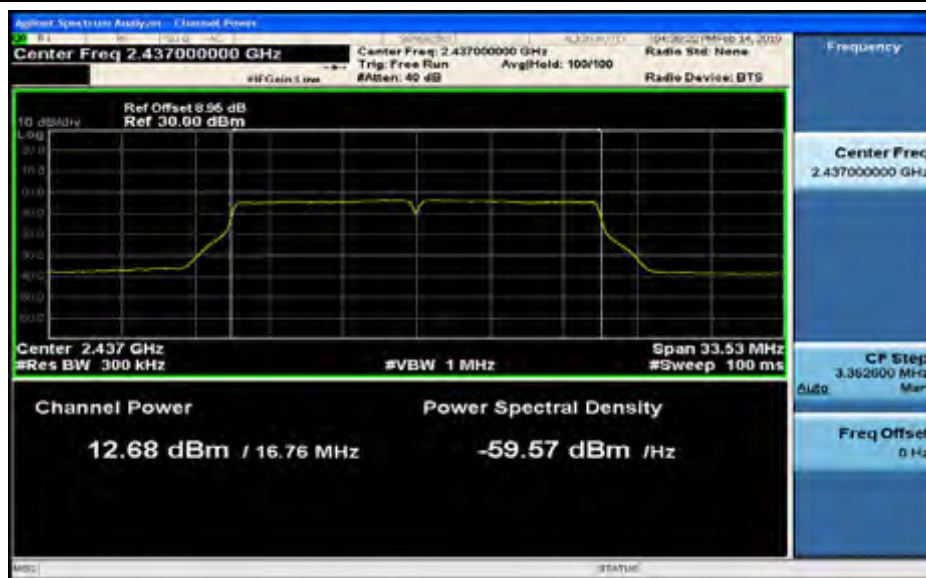 Agilent Spectrum Analyzer - Channel Power
Center Freq 2.437000000 GHz
#IFGain:Low
Center Freq: 2.437000000 GHz
Trig: Free Run Avg|Hold: 100/100
#Atten: 40 dB
Radio Std: None
Radio Device: BTS
Ref Offset 8.95 dB
10 dB/div Ref 30.00 dBm
Log
Center 2.437 GHz Span 33.53 MHz
#Res BW 300 kHz #VBW 1 MHz #Sweep 100 ms
Channel Power Power Spectral Density
12.68 dBm / 16.76 MHz -59.57 dBm /Hz
MSG STATUS
Frequency
Center Freq
2.437000000 GHz
CF Step
Auto Man
Freq Offset
0 Hz